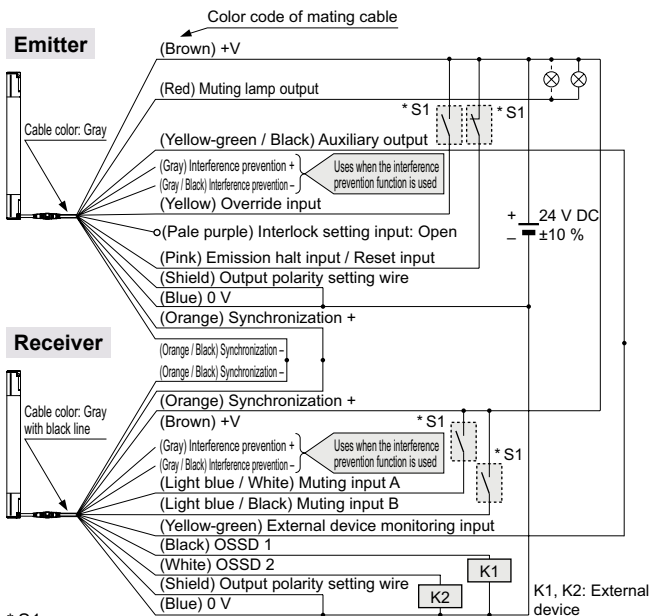 Color code of mating cable
Emitter
(Brown) +V
(Red) Muting lamp output
* S1
* S1
Cable color: Gray
(Yellow-green / Black) Auxiliary output
(Gray) Interference prevention +
(Gray / Black) Interference prevention –
Uses when the interference
prevention function is used
(Yellow) Override input
+
–
24 V DC
±10 %
(Pale purple) Interlock setting input: Open
(Pink) Emission halt input / Reset input
(Shield) Output polarity setting wire
(Blue) 0 V
(Orange) Synchronization +
Receiver
(Orange / Black) Synchronization –
(Orange / Black) Synchronization –
(Orange) Synchronization +
Cable color: Gray
with black line
(Brown) +V
* S1
* S1
(Gray) Interference prevention +
(Gray / Black) Interference prevention –
Uses when the interference
prevention function is used
(Light blue / White) Muting input A
(Light blue / Black) Muting input B
(Yellow-green) External device monitoring input
(Black) OSSD 1
(White) OSSD 2
K1
(Shield) Output polarity setting wire
K2
(Blue) 0 V
K1, K2: External
device
* S1